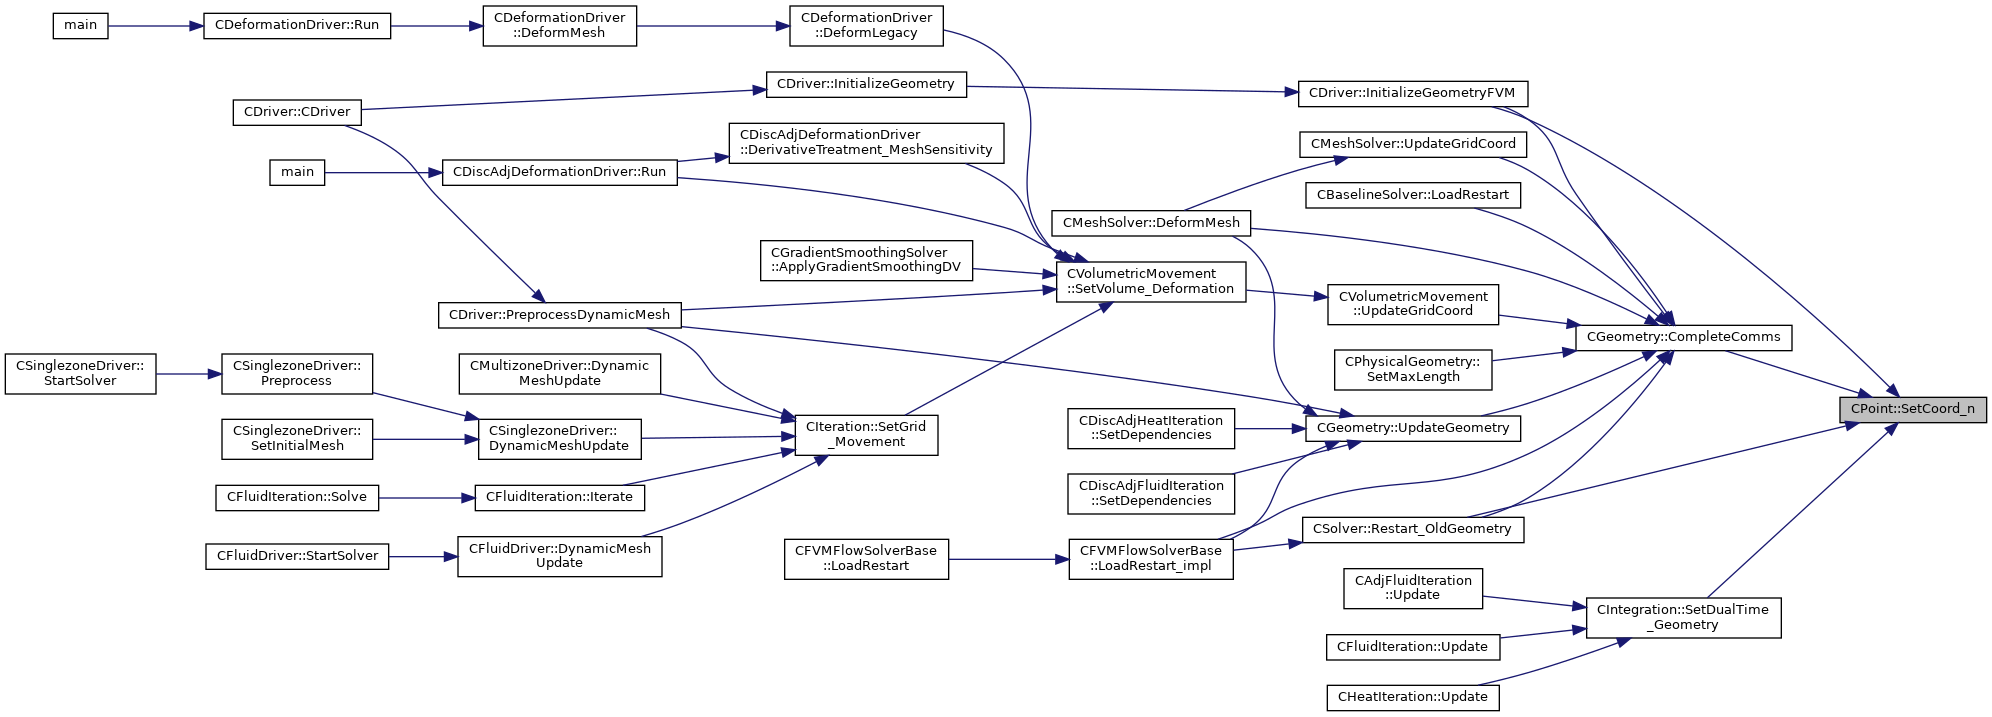 main
CDeformationDriver::Run
CDeformationDriver
::DeformMesh
CDeformationDriver
::DeformLegacy
CDriver::CDriver
CDriver::InitializeGeometry
CDriver::InitializeGeometryFVM
main
CDiscAdjDeformationDriver::Run
CDiscAdjDeformationDriver
::DerivativeTreatment_MeshSensitivity
CMeshSolver::UpdateGridCoord
CBaselineSolver::LoadRestart
CMeshSolver::DeformMesh
CGradientSmoothingSolver
::ApplyGradientSmoothingDV
CVolumetricMovement
::SetVolume_Deformation
CVolumetricMovement
::UpdateGridCoord
CDriver::PreprocessDynamicMesh
CGeometry::CompleteComms
CPhysicalGeometry::
SetMaxLength
CSinglezoneDriver::
StartSolver
CSinglezoneDriver::
Preprocess
CMultizoneDriver::Dynamic
MeshUpdate
CPoint::SetCoord_n
CSinglezoneDriver::
SetInitialMesh
CSinglezoneDriver::
DynamicMeshUpdate
CIteration::SetGrid
_Movement
CDiscAdjHeatIteration
::SetDependencies
CGeometry::UpdateGeometry
CFluidIteration::Solve
CFluidIteration::Iterate
CDiscAdjFluidIteration
::SetDependencies
CSolver::Restart_OldGeometry
CFluidDriver::StartSolver
CFluidDriver::DynamicMesh
Update
CFVMFlowSolverBase
::LoadRestart
CFVMFlowSolverBase
::LoadRestart_impl
CAdjFluidIteration
::Update
CIntegration::SetDualTime
_Geometry
CFluidIteration::Update
CHeatIteration::Update